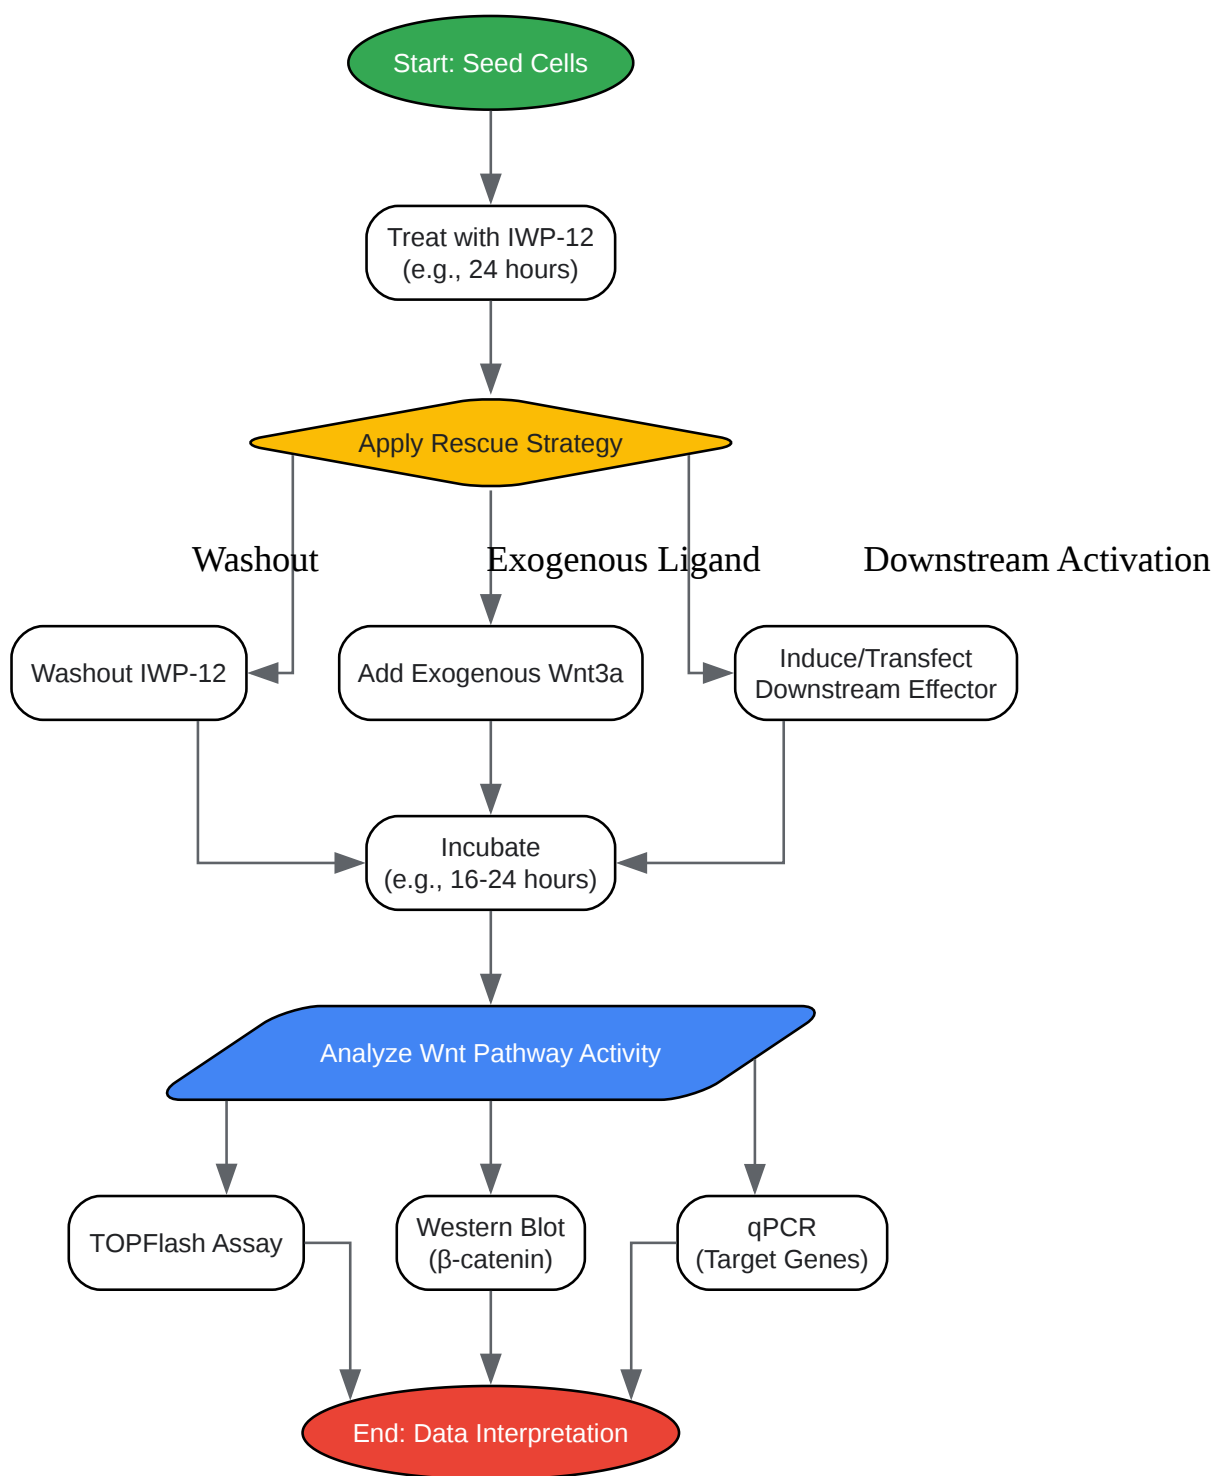 Start: Seed Cells
Treat with IWP-12
(e.g., 24 hours)
Apply Rescue Strategy
Washout
Exogenous Ligand
Downstream Activation
Washout IWP-12
Add Exogenous Wnt3a
Induce/Transfect
Downstream Effector
Incubate
(e.g., 16-24 hours)
Analyze Wnt Pathway Activity
TOPFlash Assay
Western Blot
(β-catenin)
qPCR
(Target Genes)
End: Data Interpretation